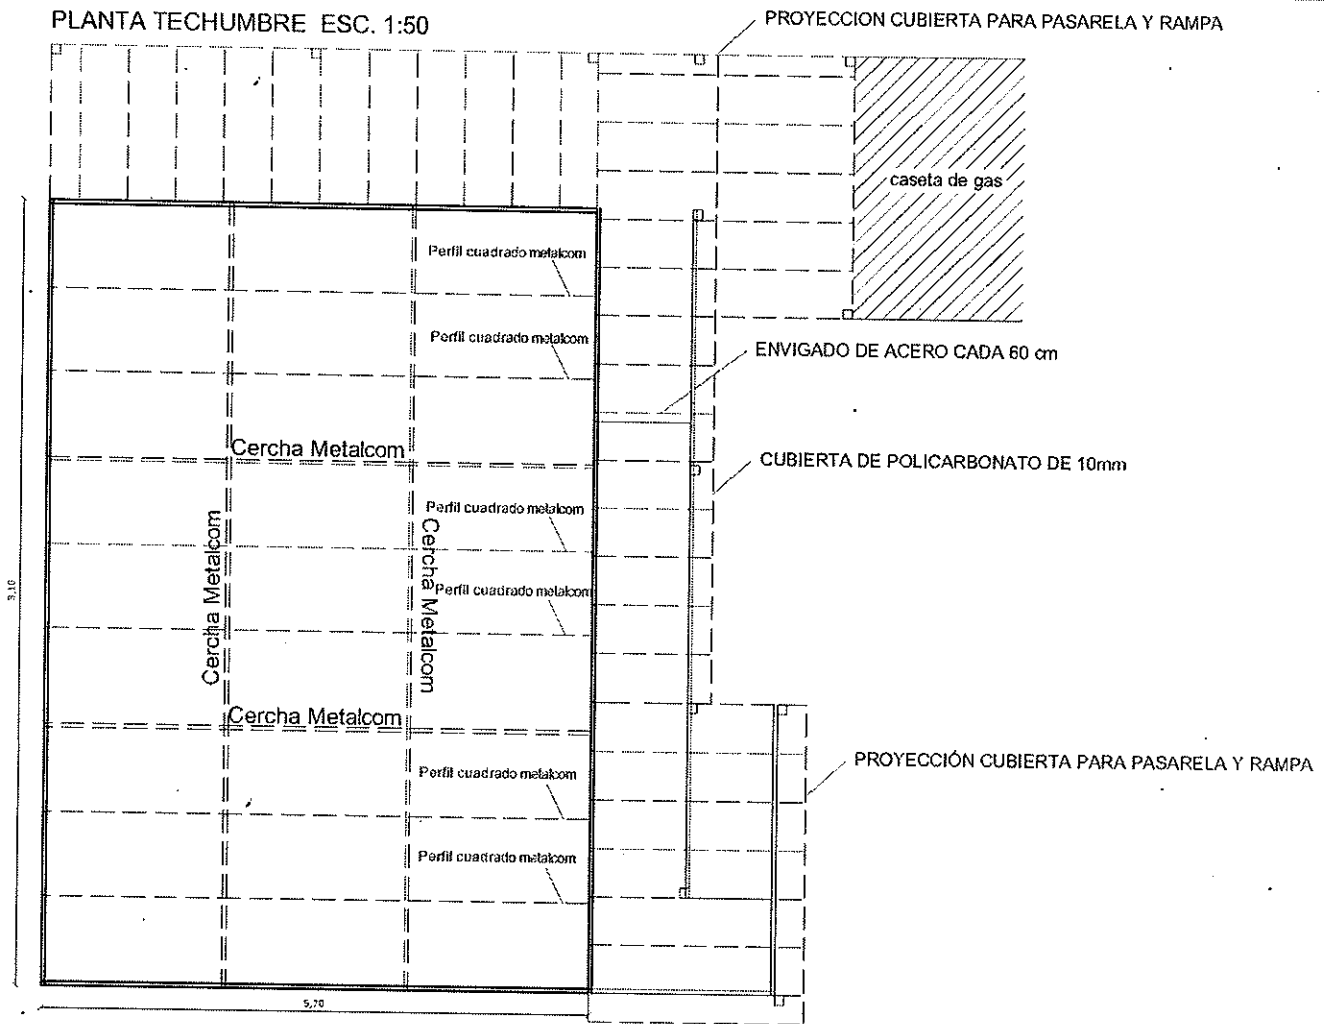 PLANTA TECHUMBRE ESC. 1:50
PROYECCION CUBIERTA PARA PASARELA Y RAMPA
caseta de gas
Perfil cuadrado metalcom
Perfil cuadrado metalcom
ENVIGADO DE ACERO CADA 60 cm
Cercha Metalcom
CUBIERTA DE POLICARBONATO DE 10mm
Perfil cuadrado metalcom
Cercha Metalcom
Cercha Metalcom
Perfil cuadrado metalcom
Cercha Metalcom
PROYECCIÓN CUBIERTA PARA PASARELA Y RAMPA
Perfil cuadrado metalcom
Perfil cuadrado metalcom
5,70